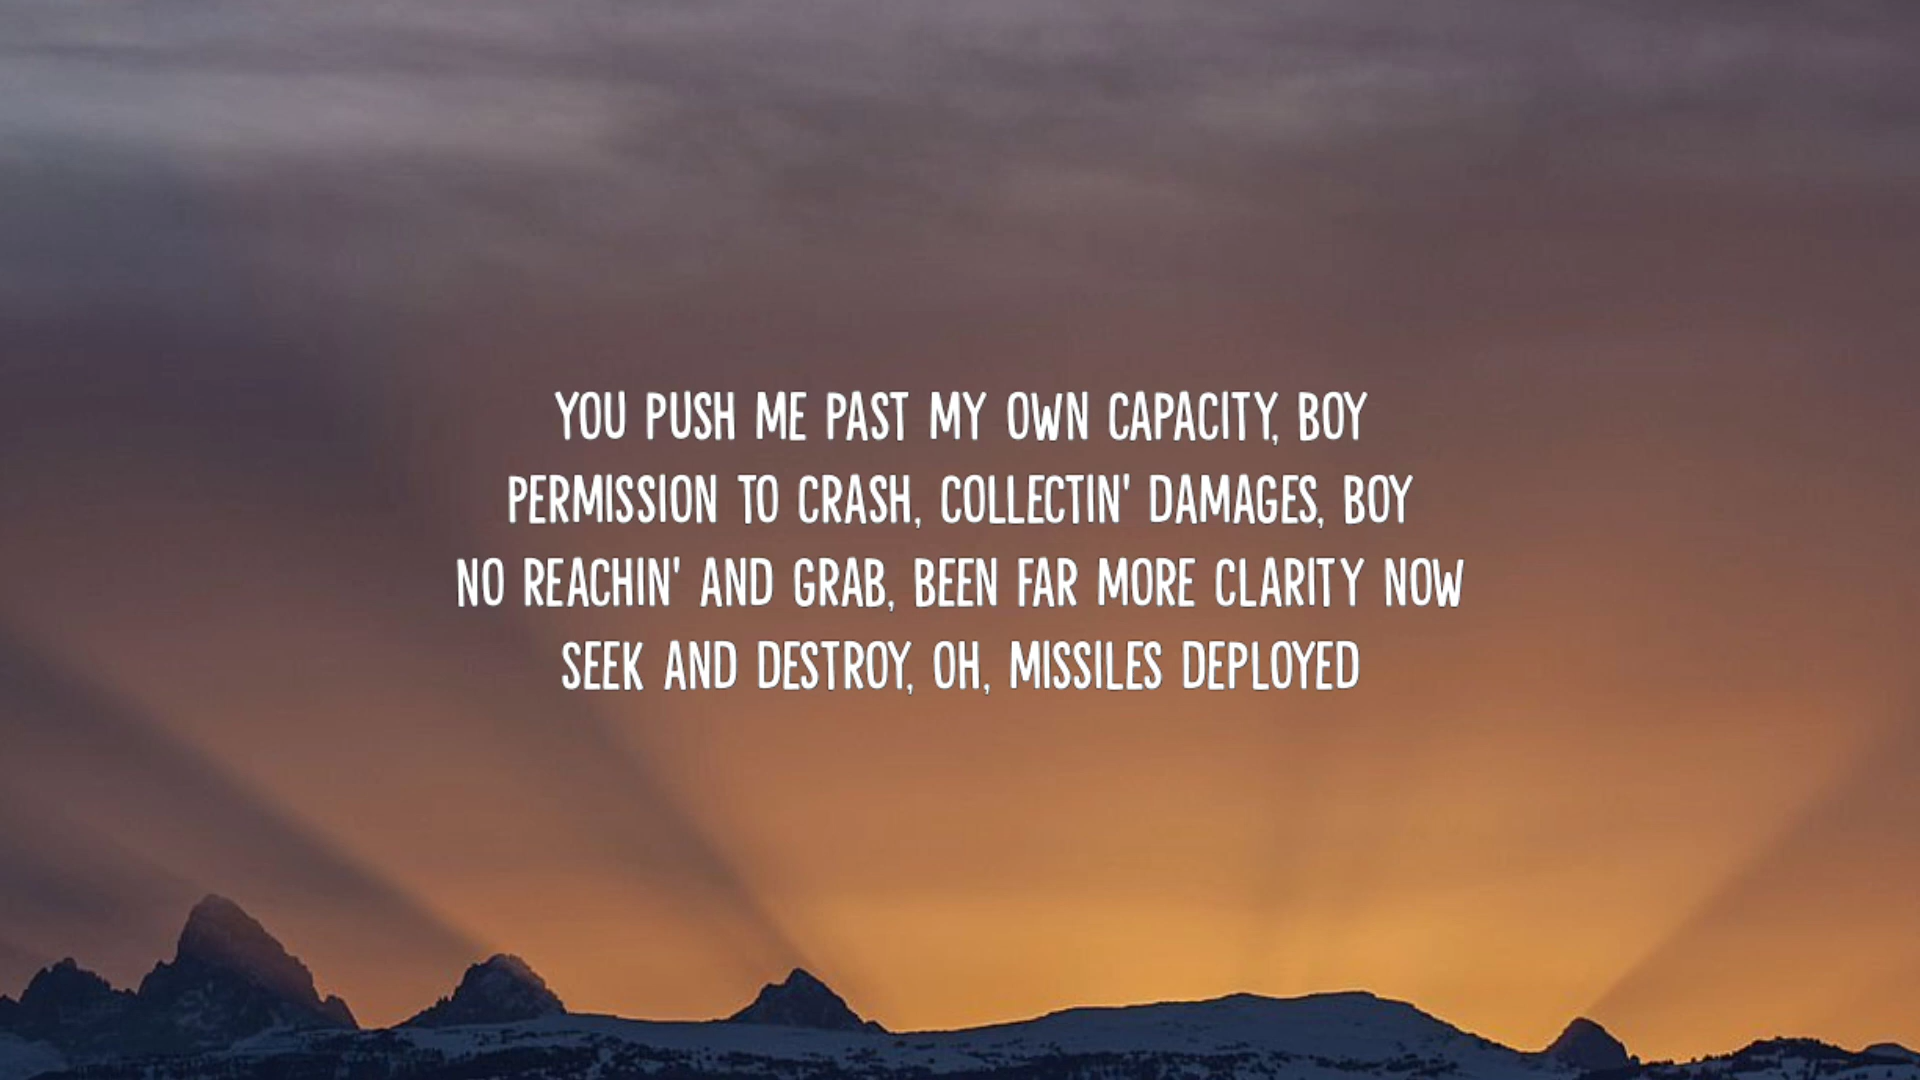 YOU PUSH ME PAST MY OWN CAPACITY, BOY
PERMISSION TO CRASH, COLLECTIN' DAMAGES, BOY
NO REACHIN' AND GRAB, BEEN FAR MORE CLARITY NOW
SEEK AND DESTROY, OH, MISSILES DEPLOYED